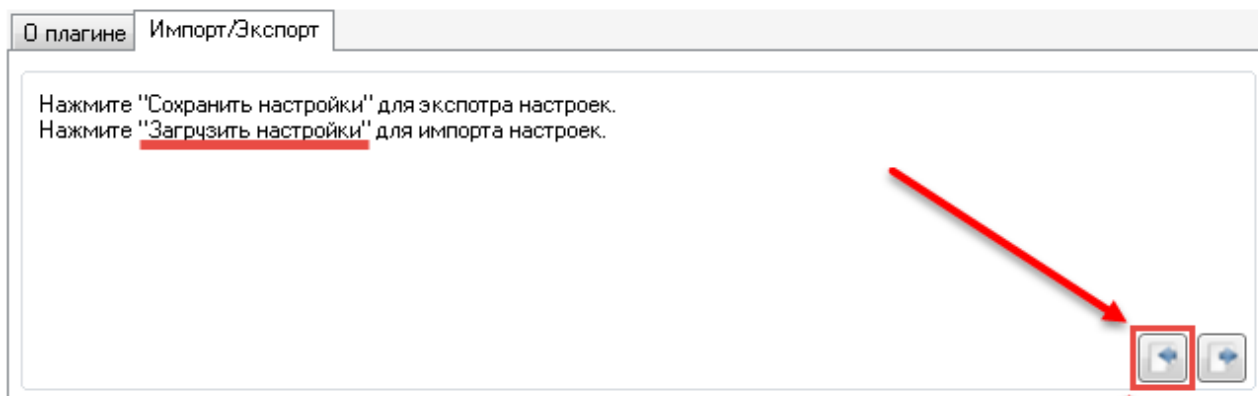 О плагине
Импорт/Экспорт
Нажмите "Сохранить настройки" для экспотра настроек.
Нажмите "Загрузить настройки" для импорта настроек.